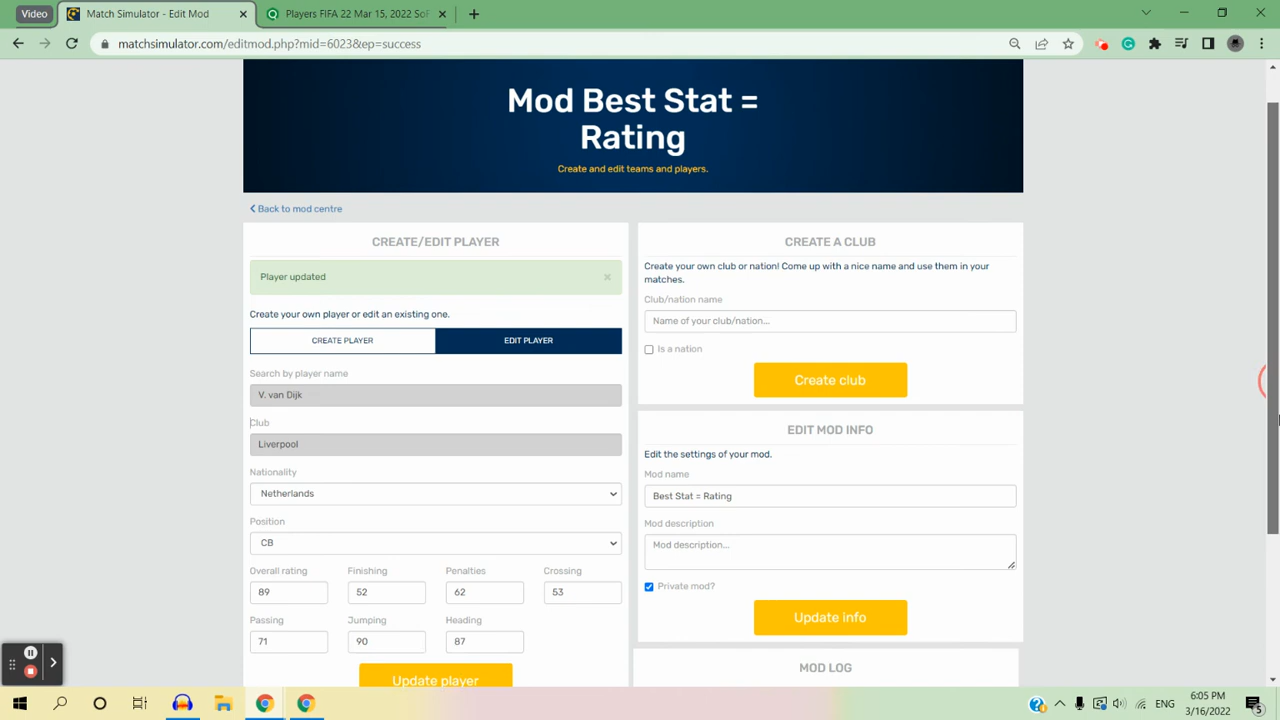 Video
Match Simulator - Edit Mod
Players FIFA 22 Mar 15, 2022 SoF
matchsimulator.com/editmod.php?mid=6023&ep=success
Mod Best Stat =
Rating
Create and edit teams and players.
Back to mod centre
CREATE/EDIT PLAYER
Player updated
Create your own player or edit an existing one.
CREATE PLAYER
EDIT PLAYER
Search by player name
V. van Dijk
Club
Liverpool
Nationality
Netherlands
Position
CB
Overall rating Finishing Penalties Crossing
89 52 62 53
Passing Jumping Heading
71 90 87
Update player
CREATE A CLUB
Create your own club or nation! Come up with a nice name and use them in your
matches.
Club/nation name
Name of your club/nation...
Is a nation
Create club
EDIT MOD INFO
Edit the settings of your mod.
Mod name
Best Stat = Rating
Mod description
Mod description...
Private mod?
Update info
MOD LOG
ENG
6:05 PM
3/16/2022
5